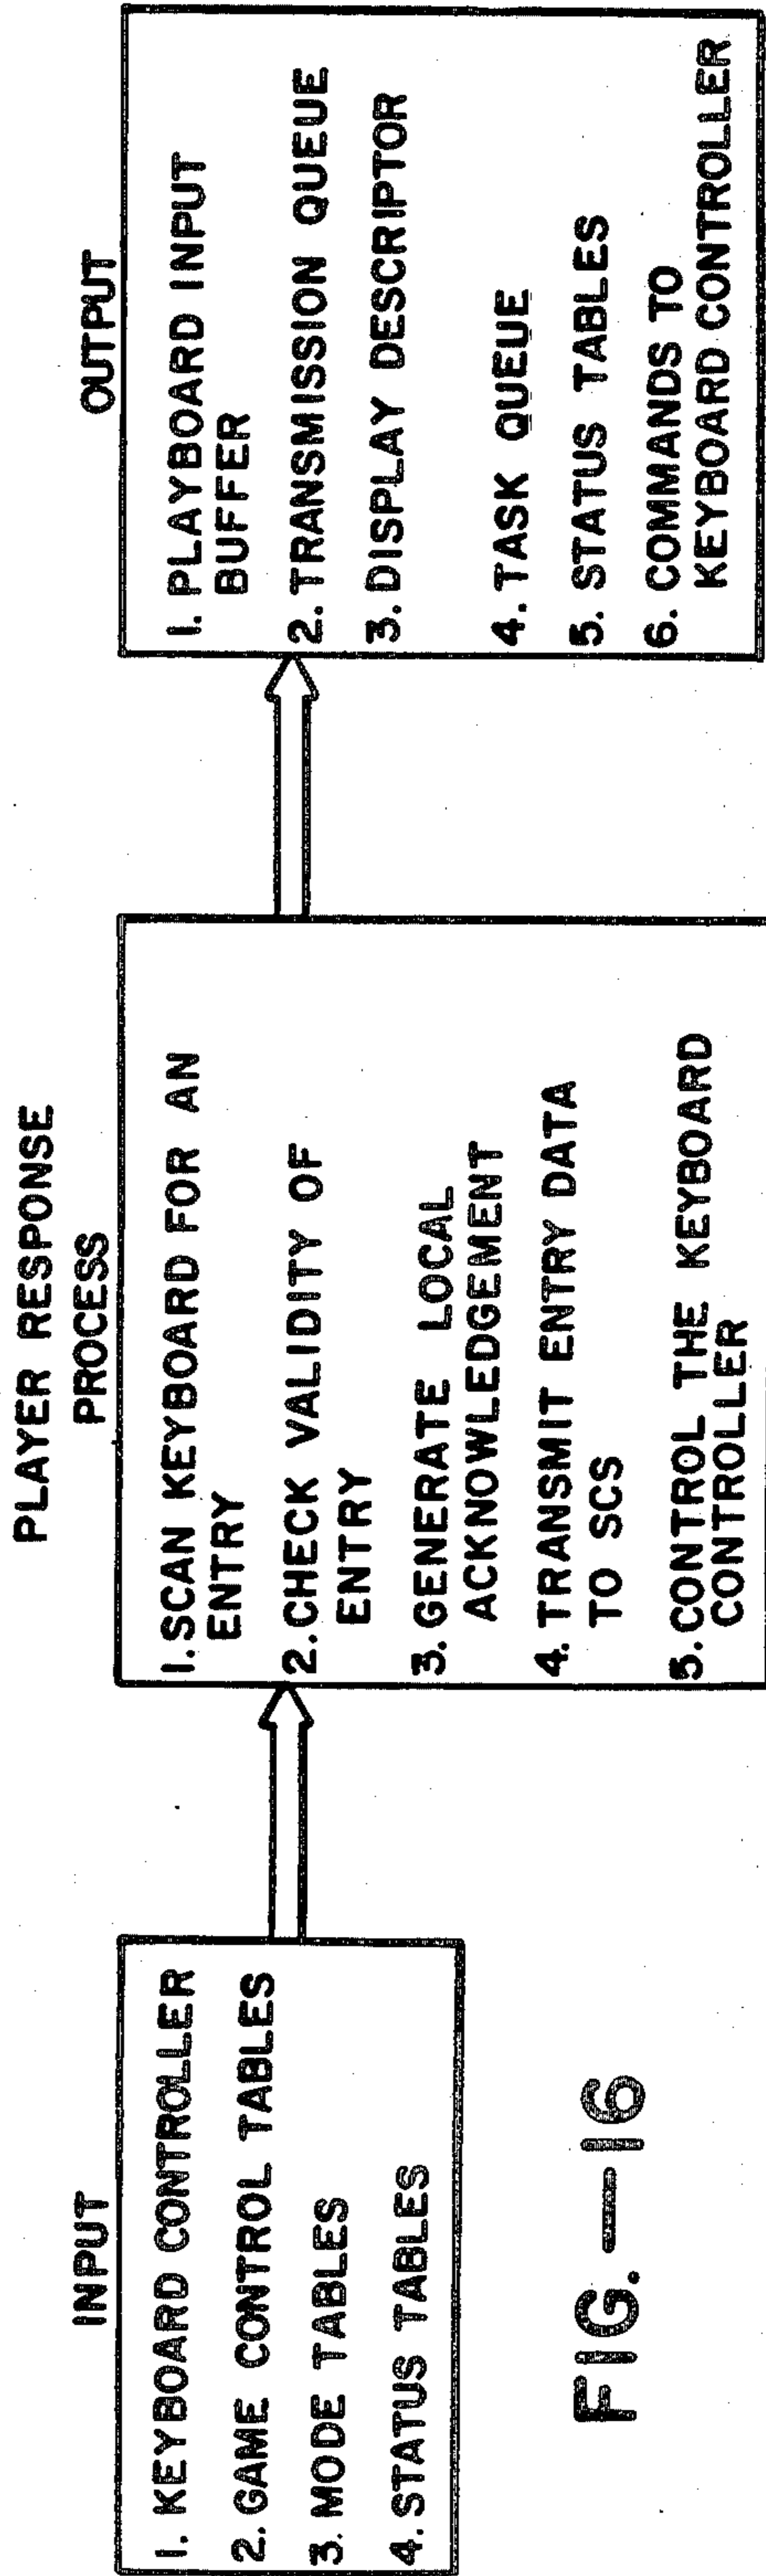 PLAYER RESPONSE
PROCESS
INPUT
1. KEYBOARD CONTROLLER
2. GAME CONTROL TABLES
3. MODE TABLES
4. STATUS TABLES
1. SCAN KEYBOARD FOR AN
ENTRY
2. CHECK VALIDITY OF
ENTRY
3. GENERATE LOCAL
ACKNOWLEDGEMENT
4. TRANSMIT ENTRY DATA
TO SCS
5. CONTROL THE KEYBOARD
CONTROLLER
OUTPUT
1. PLAYBOARD INPUT
BUFFER
2. TRANSMISSION QUEUE
3. DISPLAY DESCRIPTOR
4. TASK QUEUE
5. STATUS TABLES
6. COMMANDS TO
KEYBOARD CONTROLLER
FIG. — 16